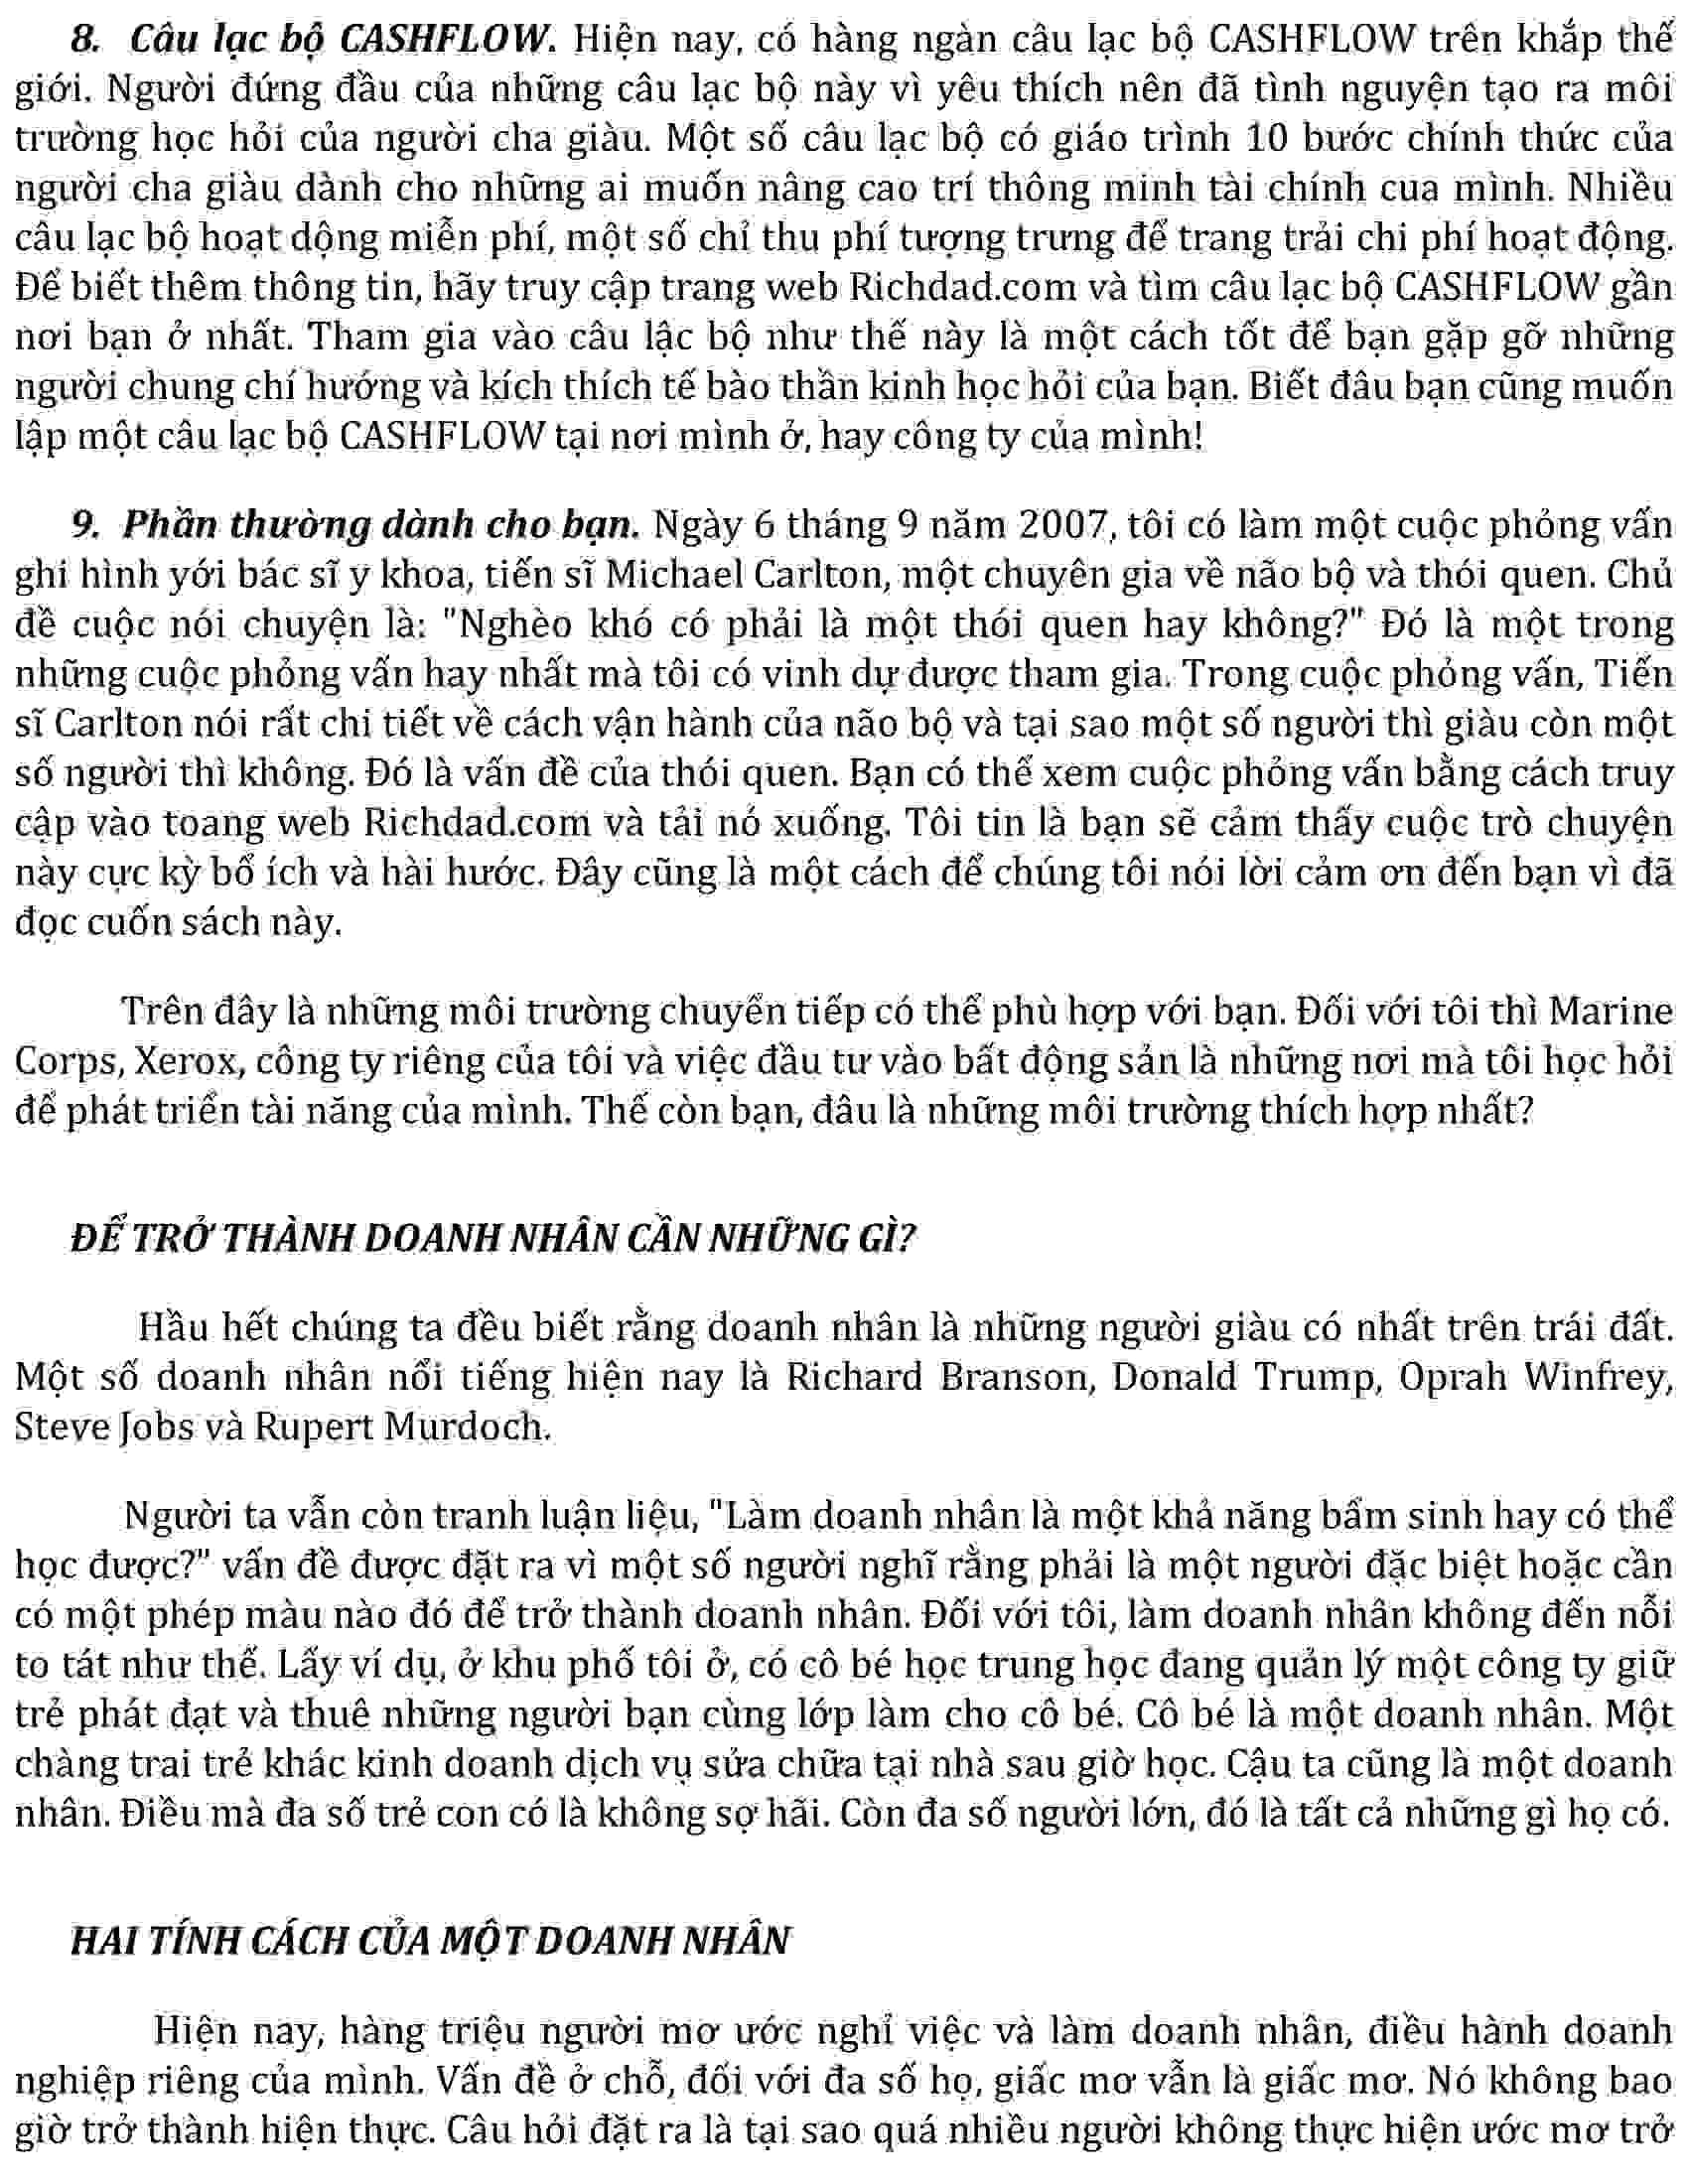 8. Câu lạc bộ CASHFLOW. Hiện nay, có hàng ngàn câu lạc bộ CASHFLOW trên khắp thế
giới. Người đứng đầu của những câu lạc bộ này vì yêu thích nên đã tình nguyện tạo ra môi
trường học hỏi của người cha giàu. Một số câu lạc bộ có giáo trình 10 bước chính thức của
người cha giàu dành cho những ai muốn nâng cao trí thông minh tài chính cua mình. Nhiều
câu lạc bộ hoạt dộng miễn phí, một số chỉ thu phí tượng trưng để trang trải chi phí hoạt động.
Để biết thêm thông tin, hãy truy cập trang web Richdad.com và tìm câu lạc bộ CASHFLOW gần
nơi bạn ở nhất. Tham gia vào câu lậc bộ như thế này là một cách tốt để bạn gặp gỡ những
người chung chí hướng và kích thích tế bào thần kinh học hỏi của bạn. Biết đâu bạn cũng muốn
lập một câu lạc bộ CASHFLOW tại nơi mình ở, hay công ty của mình!
9. Phần thường dành cho bạn. Ngày 6 tháng 9 năm 2007, tôi có làm một cuộc phỏng vấn
ghi hình yới bác sĩ y khoa, tiến sĩ Michael Carlton, một chuyên gia về não bộ và thói quen. Chủ
đề cuộc nói chuyện là: "Nghèo khó có phải là một thói quen hay không?" Đó là một trong
những cuộc phỏng vấn hay nhất mà tôi có vinh dự được tham gia. Trong cuộc phỏng vấn, Tiến
sĩ Carlton nói rất chi tiết về cách vận hành của não bộ và tại sao một số người thì giàu còn một
số người thì không. Đó là vấn đề của thói quen. Bạn có thể xem cuộc phỏng vấn bằng cách truy
cập vào toang web Richdad.com và tải nó xuống. Tôi tin là bạn sẽ cảm thấy cuộc trò chuyện
này cực kỳ bổ ích và hài hước. Đây cũng là một cách để chúng tôi nói lời cảm ơn đến bạn vì đã
đọc cuốn sách này.
Trên đây là những môi trường chuyển tiếp có thể phù hợp với bạn. Đối với tôi thì Marine
Corps, Xerox, công ty riêng của tôi và việc đầu tư vào bất động sản là những nơi mà tôi học hỏi
để phát triển tài năng của mình. Thế còn bạn, đâu là những môi trường thích hợp nhất?
ĐỂ TRỞ THÀNH DOANH NHÂN CẦN NHỮNG GÌ?
Hầu hết chúng ta đều biết rằng doanh nhân là những người giàu có nhất trên trái đất.
Một số doanh nhân nổi tiếng hiện nay là Richard Branson, Donald Trump, Oprah Winfrey,
Steve Jobs và Rupert Murdoch.
Người ta vẫn còn tranh luận liệu, "Làm doanh nhân là một khả năng bẩm sinh hay có thể
học được?" vấn đề được đặt ra vì một số người nghĩ rằng phải là một người đặc biệt hoặc cần
có một phép màu nào đó để trở thành doanh nhân. Đối với tôi, làm doanh nhân không đến nỗi
to tát như thế. Lấy ví dụ, ở khu phố tôi ở, có cô bé học trung học đang quản lý một công ty giữ
trẻ phát đạt và thuê những người bạn cùng lớp làm cho cô bé. Cô bé là một doanh nhân. Một
chàng trai trẻ khác kinh doanh dịch vụ sửa chữa tại nhà sau giờ học. Cậu ta cũng là một doanh
nhân. Điều mà đa số trẻ con có là không sợ hãi. Còn đa số người lớn, đó là tất cả những gì họ có.
HAI TÍNH CÁCH CỦA MỘT DOANH NHÂN
Hiện nay, hàng triệu người mơ ước nghỉ việc và làm doanh nhân, điều hành doanh
nghiệp riêng của mình. Vấn đề ở chỗ, đối với đa số họ, giấc mơ vẫn là giấc mơ. Nó không bao
giờ trở thành hiện thực. Câu hỏi đặt ra là tại sao quá nhiều người không thực hiện ước mơ trở